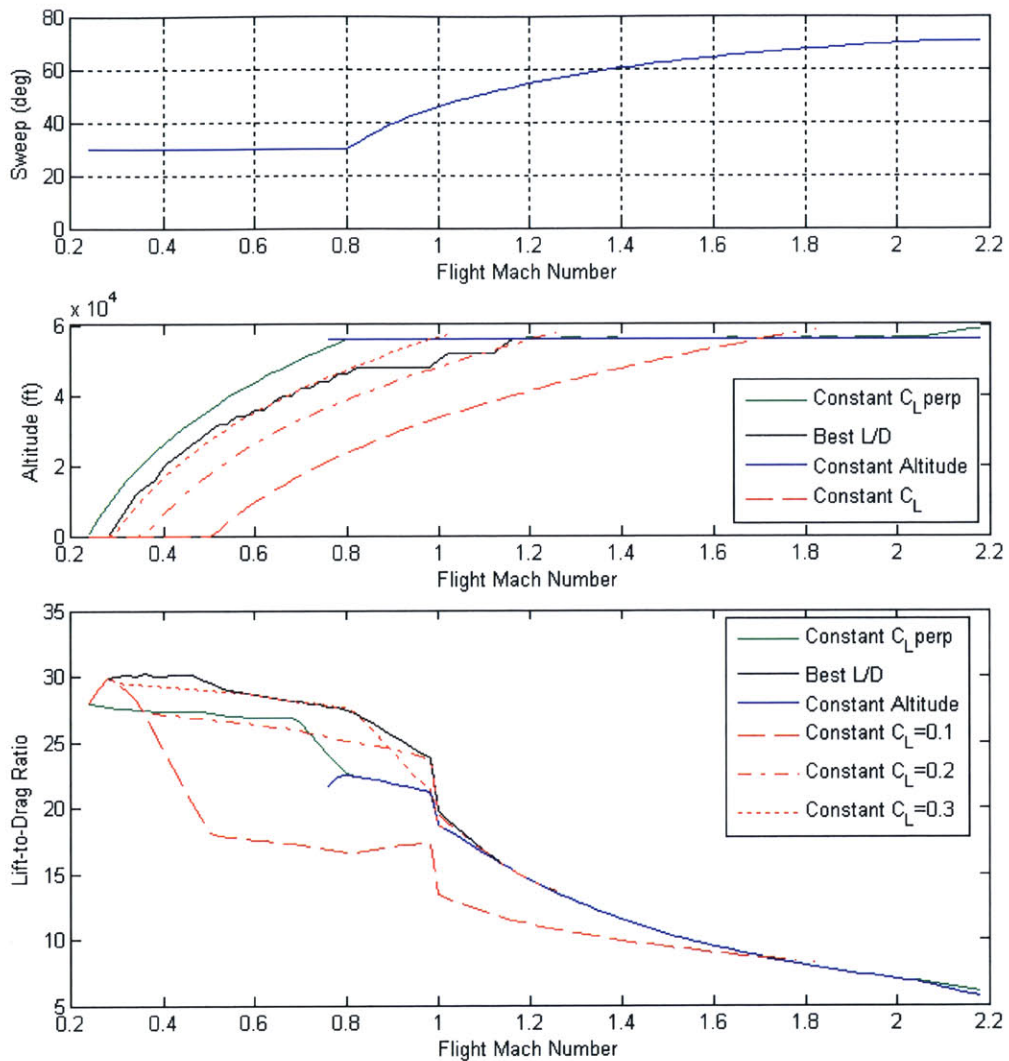 80
60
40
20
0
Sweep (deg)
0.2 0.4 0.6 0.8 1 1.2 1.4 1.6 1.8 2 2.2
Flight Mach Number
x 10^4
6
4
2
0
Altitude (ft)
Constant C_L perp
Best L/D
Constant Altitude
Constant C_L
0.2 0.4 0.6 0.8 1 1.2 1.4 1.6 1.8 2 2.2
Flight Mach Number
35
30
25
20
15
10
5
Lift-to-Drag Ratio
Constant C_L perp
Best L/D
Constant Altitude
Constant C_L=0.1
Constant C_L=0.2
Constant C_L=0.3
0.2 0.4 0.6 0.8 1 1.2 1.4 1.6 1.8 2 2.2
Flight Mach Number